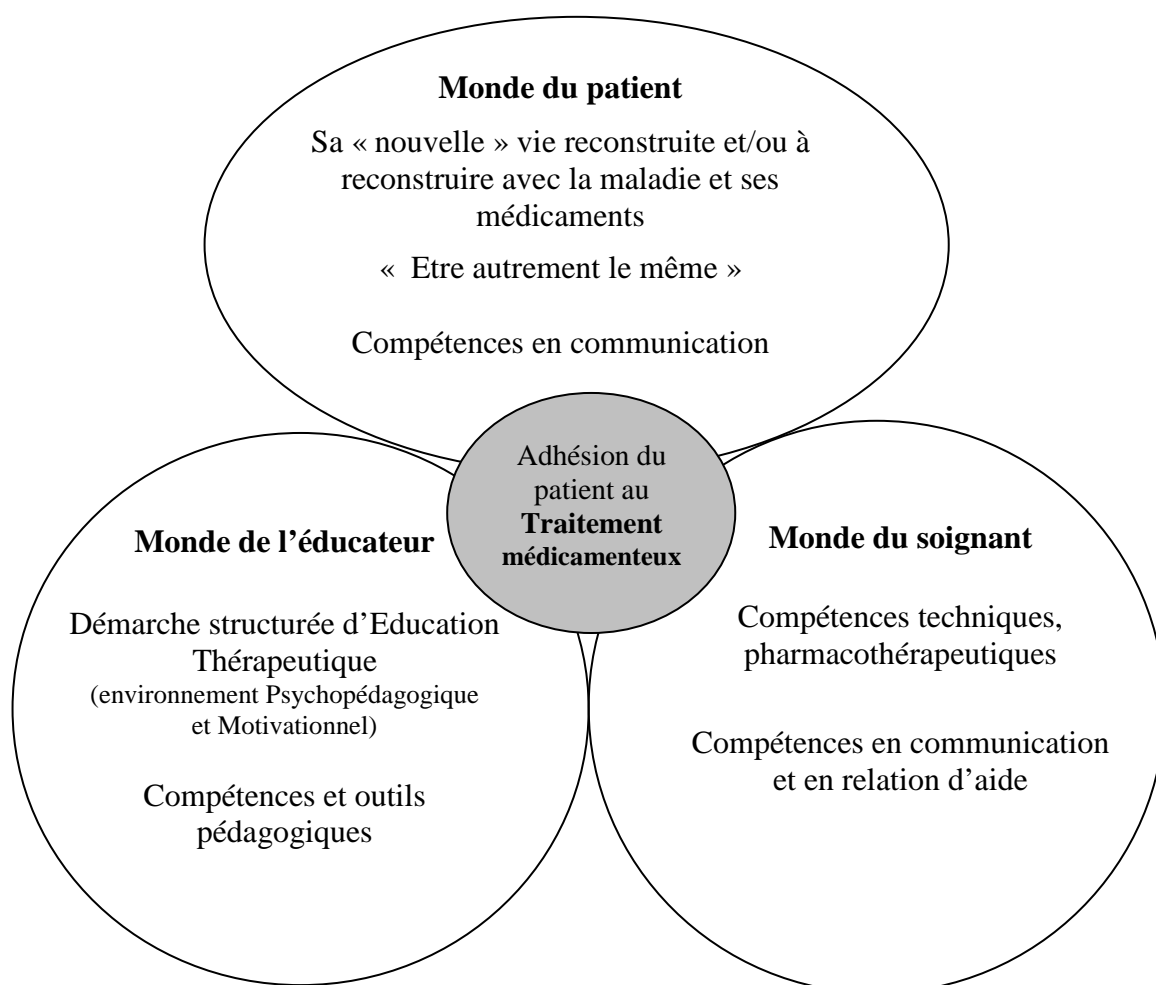 Monde du patient
Sa « nouvelle » vie reconstruite et/ou à
reconstruire avec la maladie et ses
médicaments
«  Etre autrement le même »
Compétences en communication
Adhésion du
patient au
Traitement
médicamenteux
Monde de l’éducateur
Démarche structurée d’Education
Thérapeutique
(environnement Psychopédagogique
et Motivationnel)
Compétences et outils
pédagogiques
Monde du soignant
Compétences techniques,
pharmacothérapeutiques
Compétences en communication
et en relation d’aide